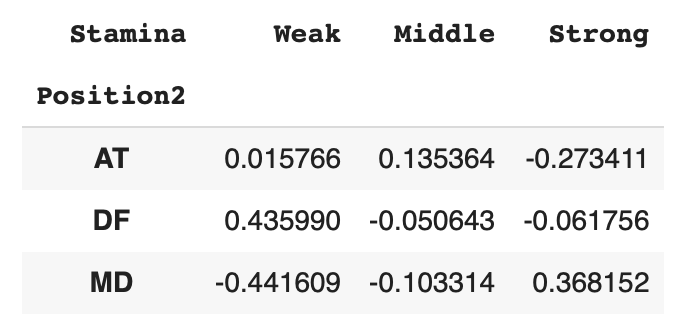 Stamina Weak Middle Strong
Position2
AT 0.015766 0.135364 -0.273411
DF 0.435990 -0.050643 -0.061756
MD -0.441609 -0.103314 0.368152